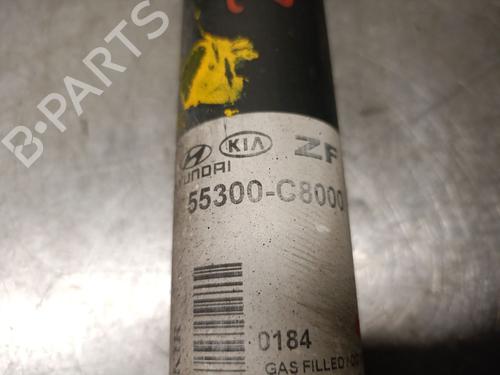 B-PARTS
KIA ZF
HYUNDAI
55300-C8000
0184
GAS FILLED